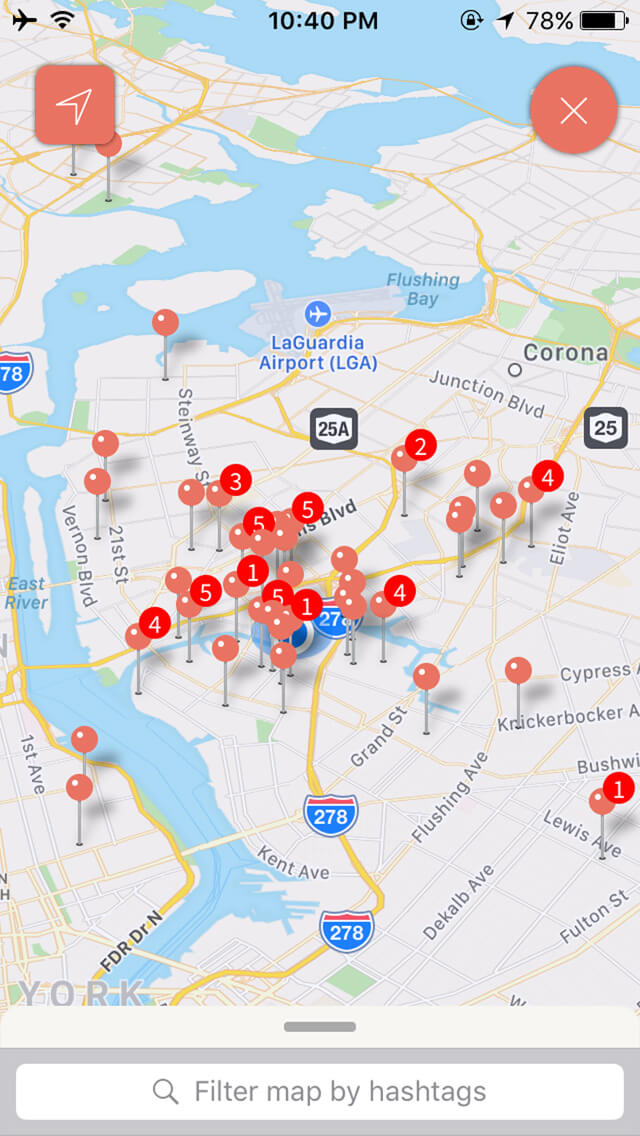 10:40 PM
78%
Flushing
Bay
LaGuardia
Airport (LGA)
Corona
78
Junction Blvd
25A
25
Steinway St
2
3
4
5
5
ns Blvd
Eliot Ave
21st St
Vernon Blvd
East
River
1
5
5
1
4
4
278
Cypress A
Knickerbocker A
Grand St
1st Ave
Bushwi
1
278
Flushing Ave
Lewis Ave
Kent Ave
Dekalb Ave
Fulton St
278
FDR Dr N
YORK
Filter map by hashtags